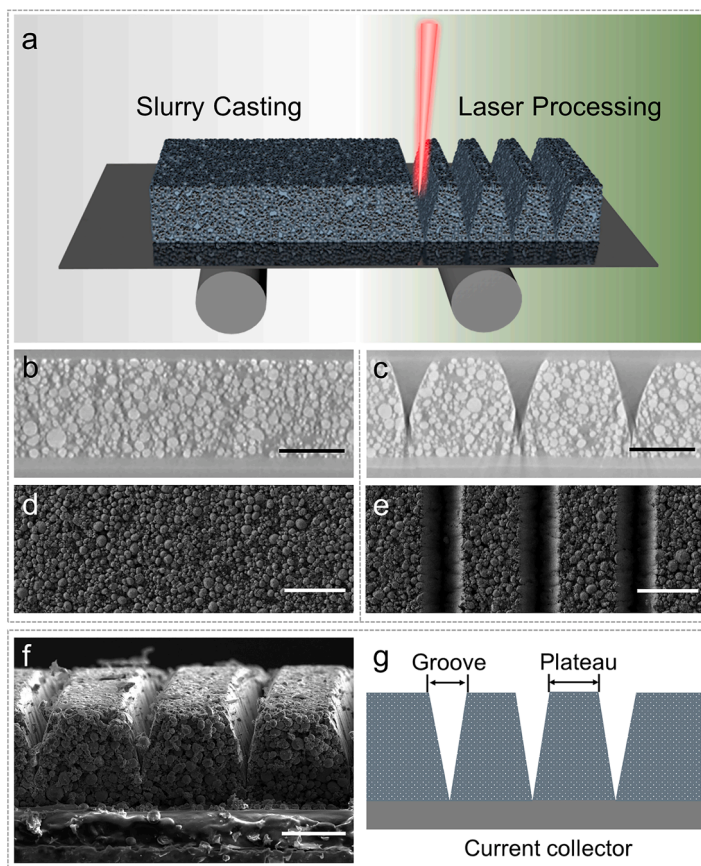 a
Slurry Casting
Laser Processing
b
c
d
e
f
g
Groove
Plateau
Current collector